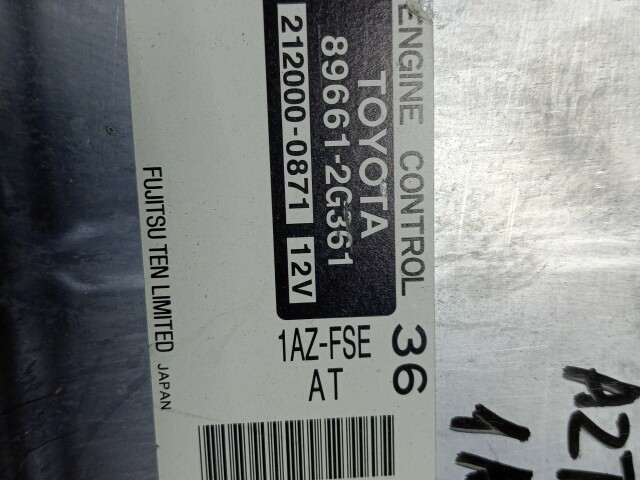 ENGINE CONTROL
TOYOTA
89661-2G361
212000-0871 12V
36
1AZ-FSE
AT
FUJITSU TEN LIMITED JAPAN